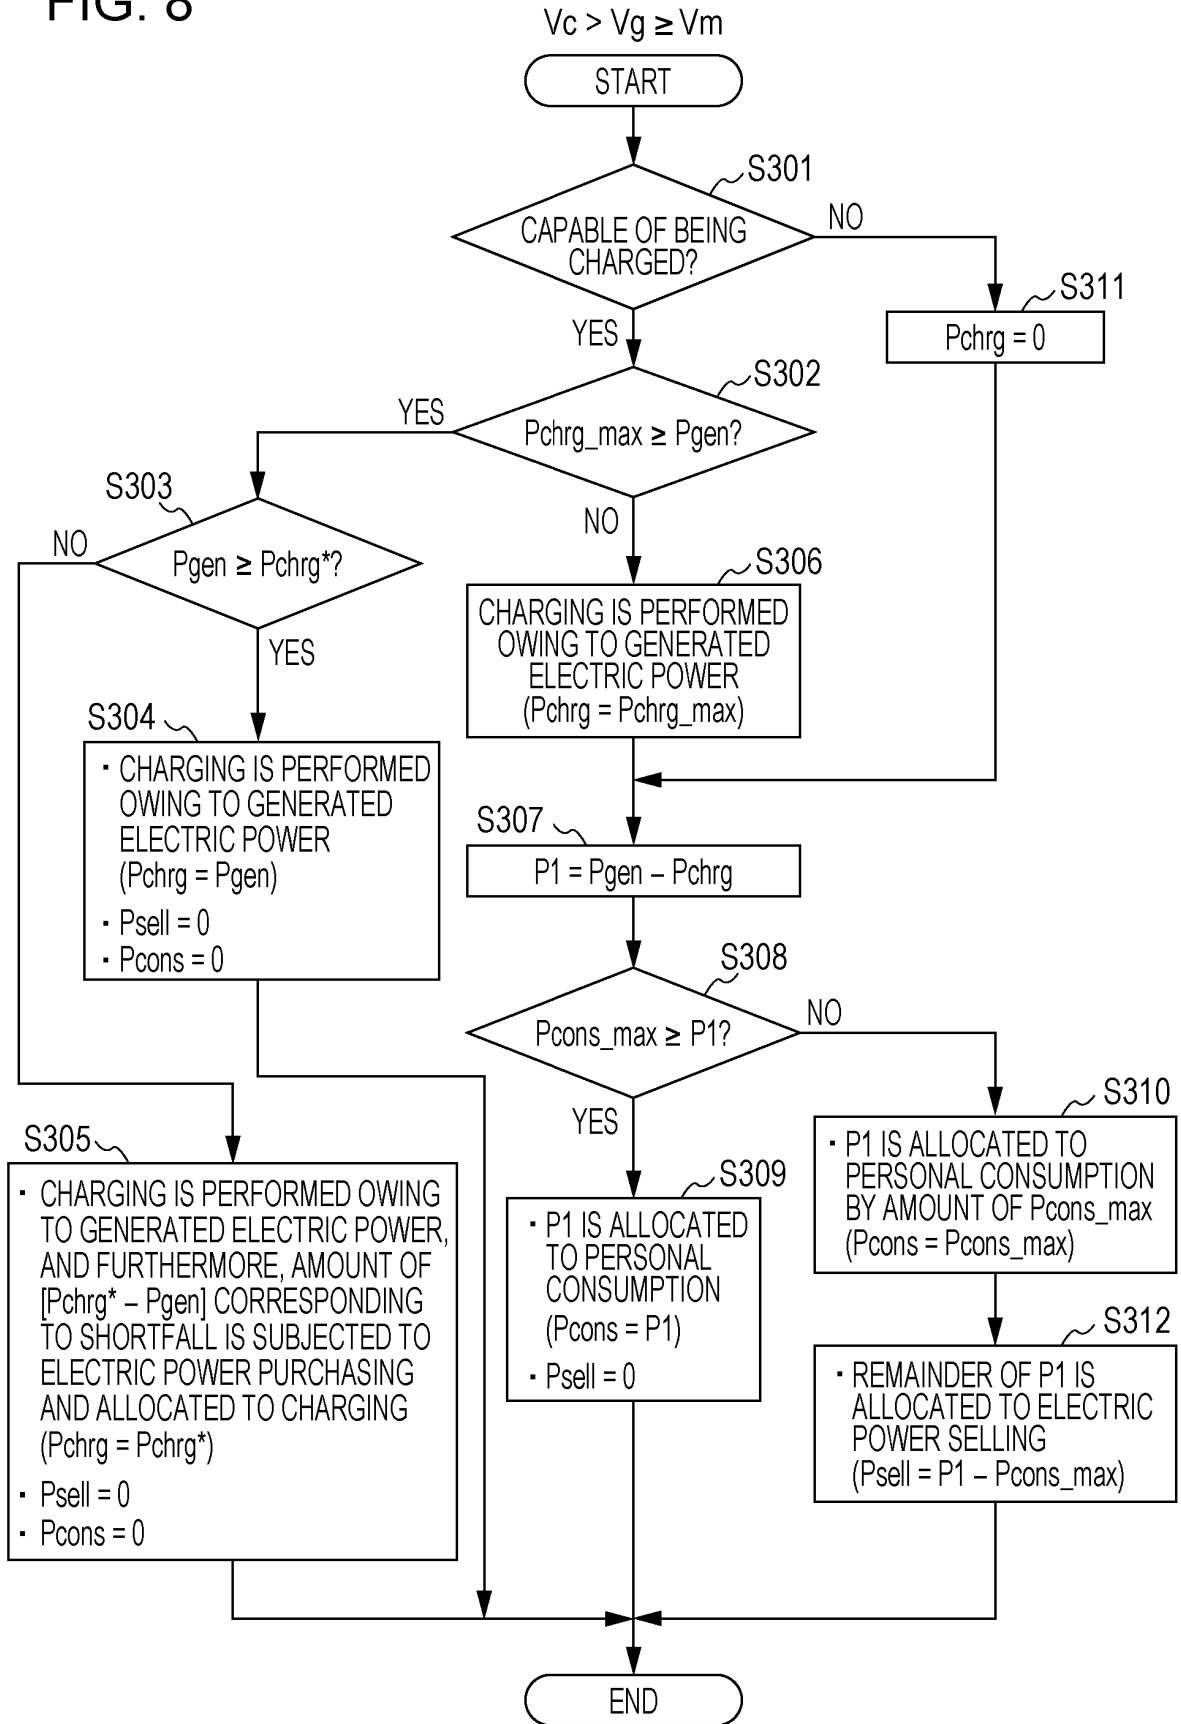 FIG. 8
Vc > Vg ≥ Vm
START
S301
CAPABLE OF BEING
CHARGED?
NO
YES
S311
Pchrg = 0
S302
Pchrg_max ≥ Pgen?
YES
NO
S303
Pgen ≥ Pchrg*?
NO
YES
S306
CHARGING IS PERFORMED
OWING TO GENERATED
ELECTRIC POWER
(Pchrg = Pchrg_max)
S304
· CHARGING IS PERFORMED
OWING TO GENERATED
ELECTRIC POWER
(Pchrg = Pgen)
· Psell = 0
· Pcons = 0
S307
P1 = Pgen – Pchrg
S308
Pcons_max ≥ P1?
NO
YES
S305
· CHARGING IS PERFORMED OWING
TO GENERATED ELECTRIC POWER,
AND FURTHERMORE, AMOUNT OF
[Pchrg* – Pgen] CORRESPONDING
TO SHORTFALL IS SUBJECTED TO
ELECTRIC POWER PURCHASING
AND ALLOCATED TO CHARGING
(Pchrg = Pchrg*)
· Psell = 0
· Pcons = 0
S309
· P1 IS ALLOCATED
TO PERSONAL
CONSUMPTION
(Pcons = P1)
· Psell = 0
S310
· P1 IS ALLOCATED TO
PERSONAL CONSUMPTION
BY AMOUNT OF Pcons_max
(Pcons = Pcons_max)
S312
· REMAINDER OF P1 IS
ALLOCATED TO ELECTRIC
POWER SELLING
(Psell = P1 – Pcons_max)
END